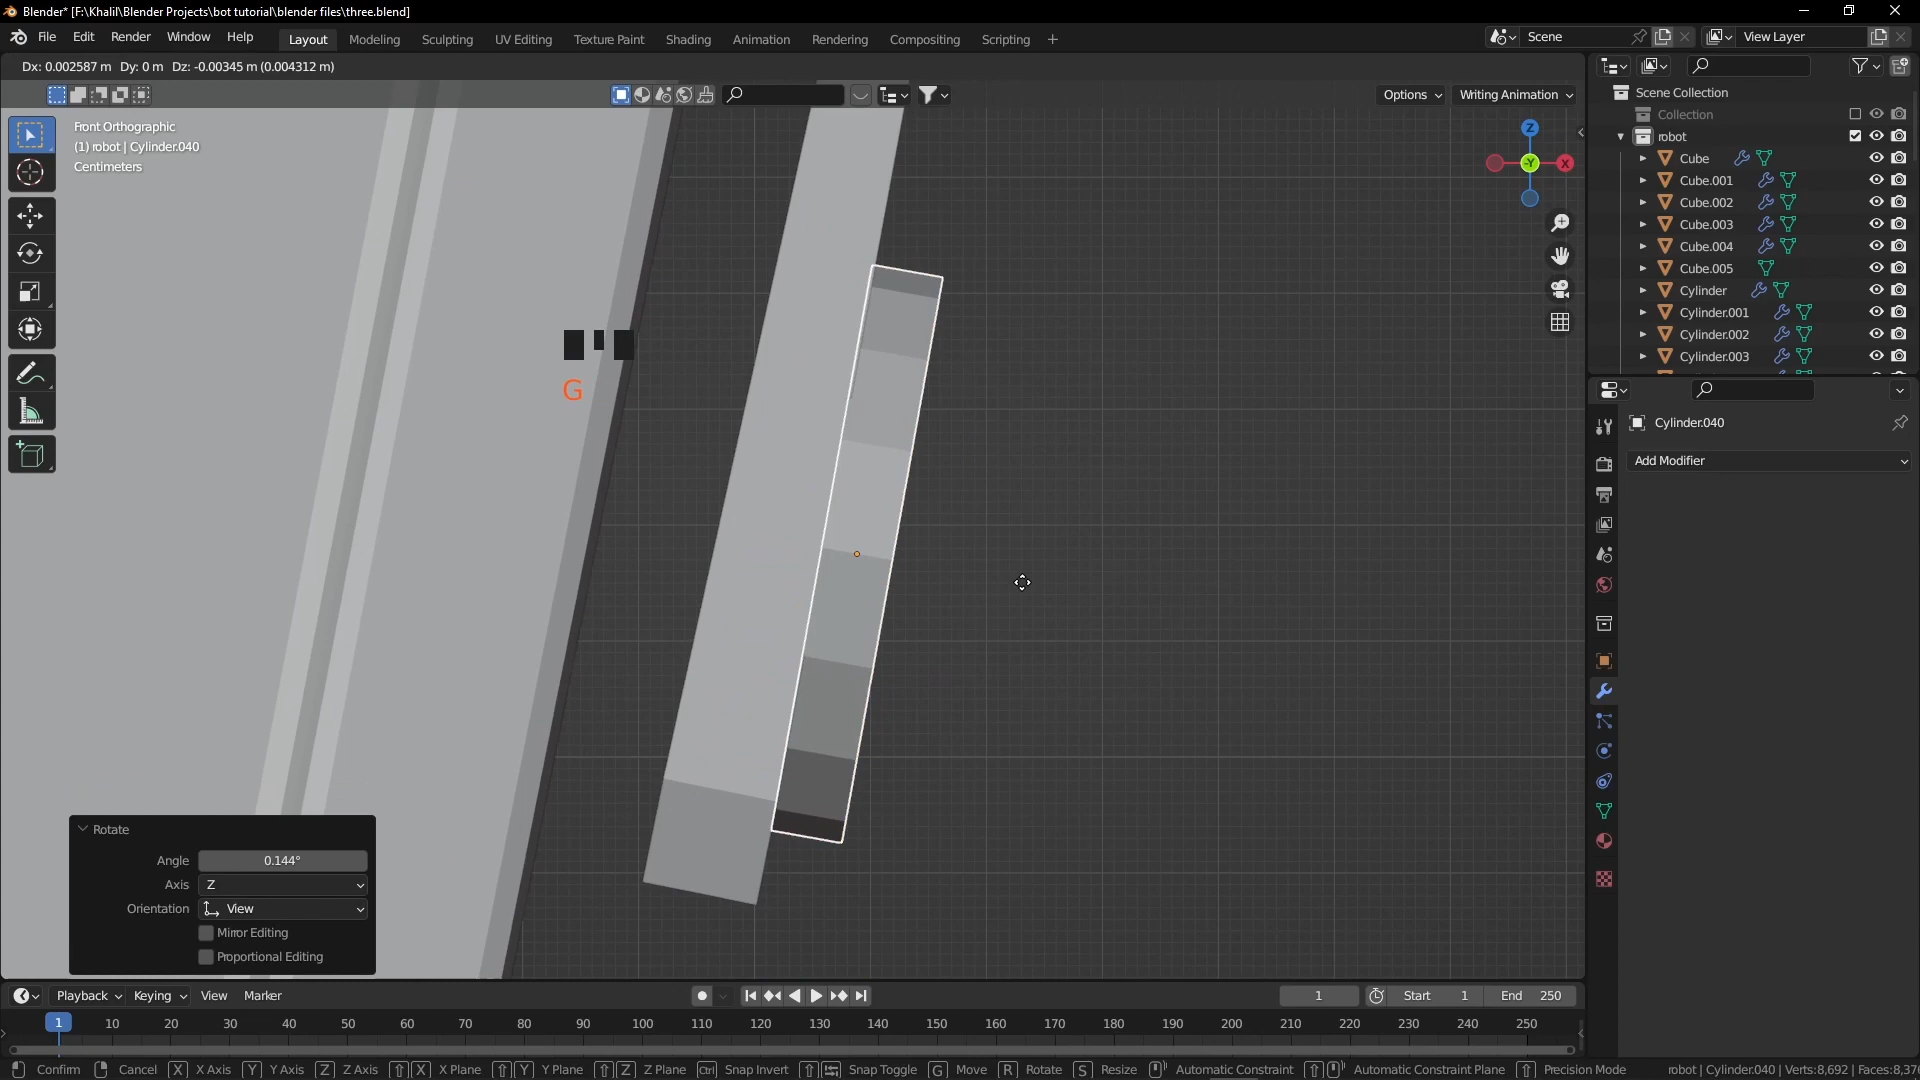 Blender* [F:\Khalil\Blender Projects\bot tutorial\blender files\three.blend]
File Edit Render Window Help Layout Modeling Sculpting UV Editing Texture Paint Shading Animation Rendering Compositing Scripting + Scene View Layer
Dx: 0.002587 m Dy: 0 m Dz: -0.00345 m (0.004312 m)
Options Writing Animation
Front Orthographic
(1) robot | Cylinder.040
Centimeters
Z
-Y
X
G
Scene Collection
Collection
robot
Cube
Cube.001
Cube.002
Cube.003
Cube.004
Cube.005
Cylinder
Cylinder.001
Cylinder.002
Cylinder.003
Cylinder.040
Add Modifier
Rotate
Angle 0.144°
Axis Z
Orientation View
Mirror Editing
Proportional Editing
Playback Keying View Marker 1 Start 1 End 250
1 10 20 30 40 50 60 70 80 90 100 110 120 130 140 150 160 170 180 190 200 210 220 230 240 250
Confirm Cancel X X Axis Y Y Axis Z Z Axis X X Plane Y Y Plane Z Z Plane Ctrl Snap Invert Snap Toggle G Move R Rotate S Resize Automatic Constraint Automatic Constraint Plane Precision Mode robot | Cylinder.040 | Verts:8,692 | Faces:8,37